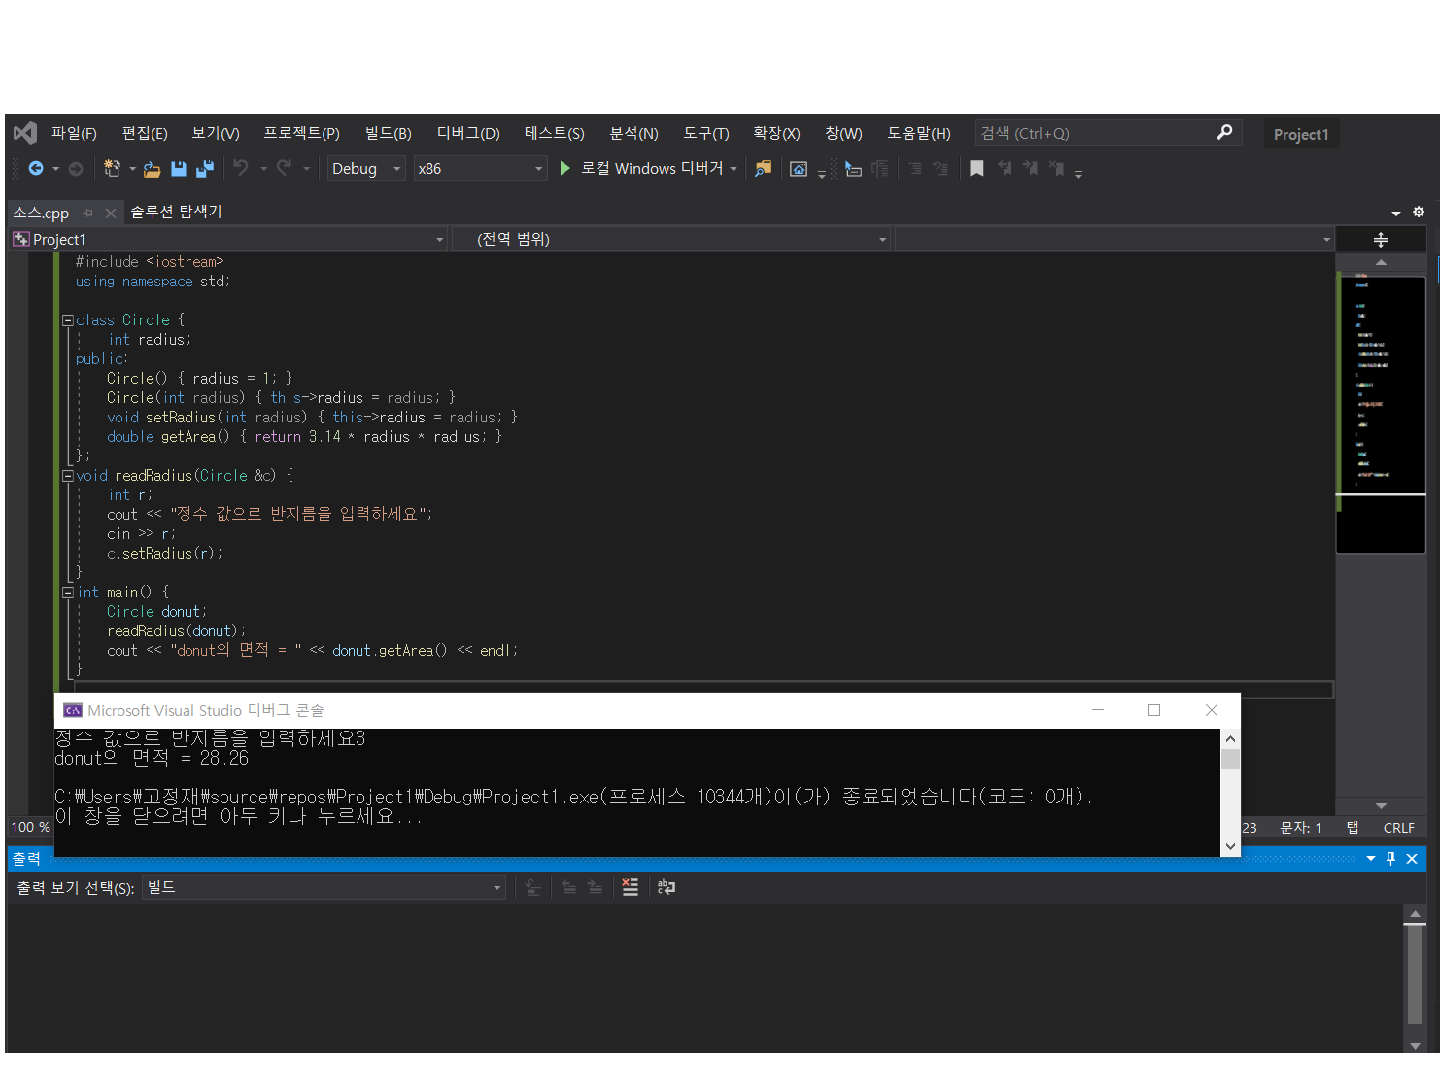 파일(F) 편집(E) 보기(V) 프로젝트(P) 빌드(B) 디버그(D) 테스트(S) 분석(N) 도구(T) 확장(X) 창(W) 도움말(H) 검색 (Ctrl+Q) Project1
Debug x86 로컬 Windows 디버거
소스.cpp 솔루션 탐색기
Project1 (전역 범위)
#include <iostream>
using namespace std;
class Circle {
int radius;
public:
Circle() { radius = 1; }
Circle(int radius) { this->radius = radius; }
void setRadius(int radius) { this->radius = radius; }
double getArea() { return 3.14 * radius * radius; }
};
void readRadius(Circle &c) {
int r;
cout << "정수 값으로 반지름을 입력하세요";
cin >> r;
c.setRadius(r);
}
int main() {
Circle donut;
readRadius(donut);
cout << "donut의 면적 = " << donut.getArea() << endl;
}
Microsoft Visual Studio 디버그 콘솔
정수 값으로 반지름을 입력하세요3
donut의 면적 = 28.26
C:\Users\고정재\source\repos\Project1\Debug\Project1.exe(프로세스 10344개)이(가) 종료되었습니다(코드: 0개).
이 창을 닫으려면 아무 키나 누르세요...
100 % 23 문자: 1 탭 CRLF
출력
출력 보기 선택(S): 빌드